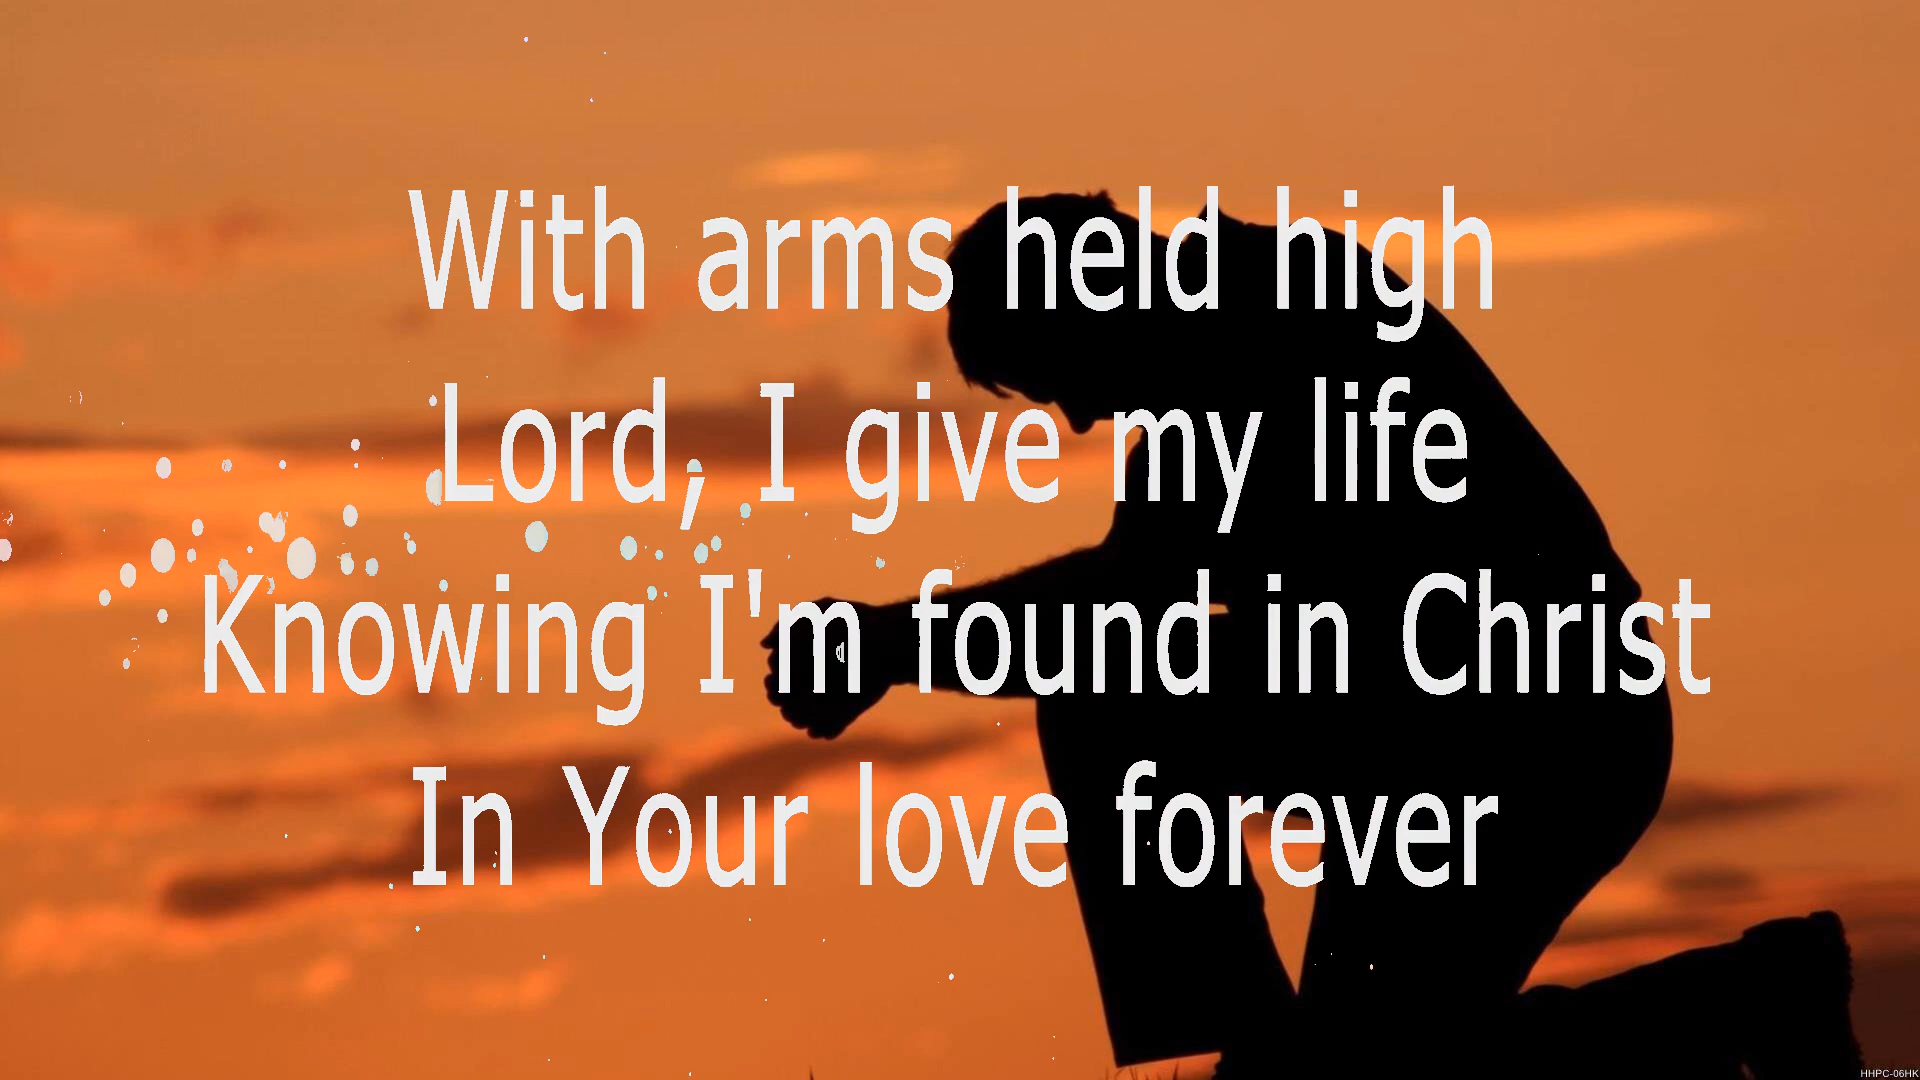 With arms held high
Lord, I give my life
Knowing I'm found in Christ
In Your love forever
HHPC-06HK